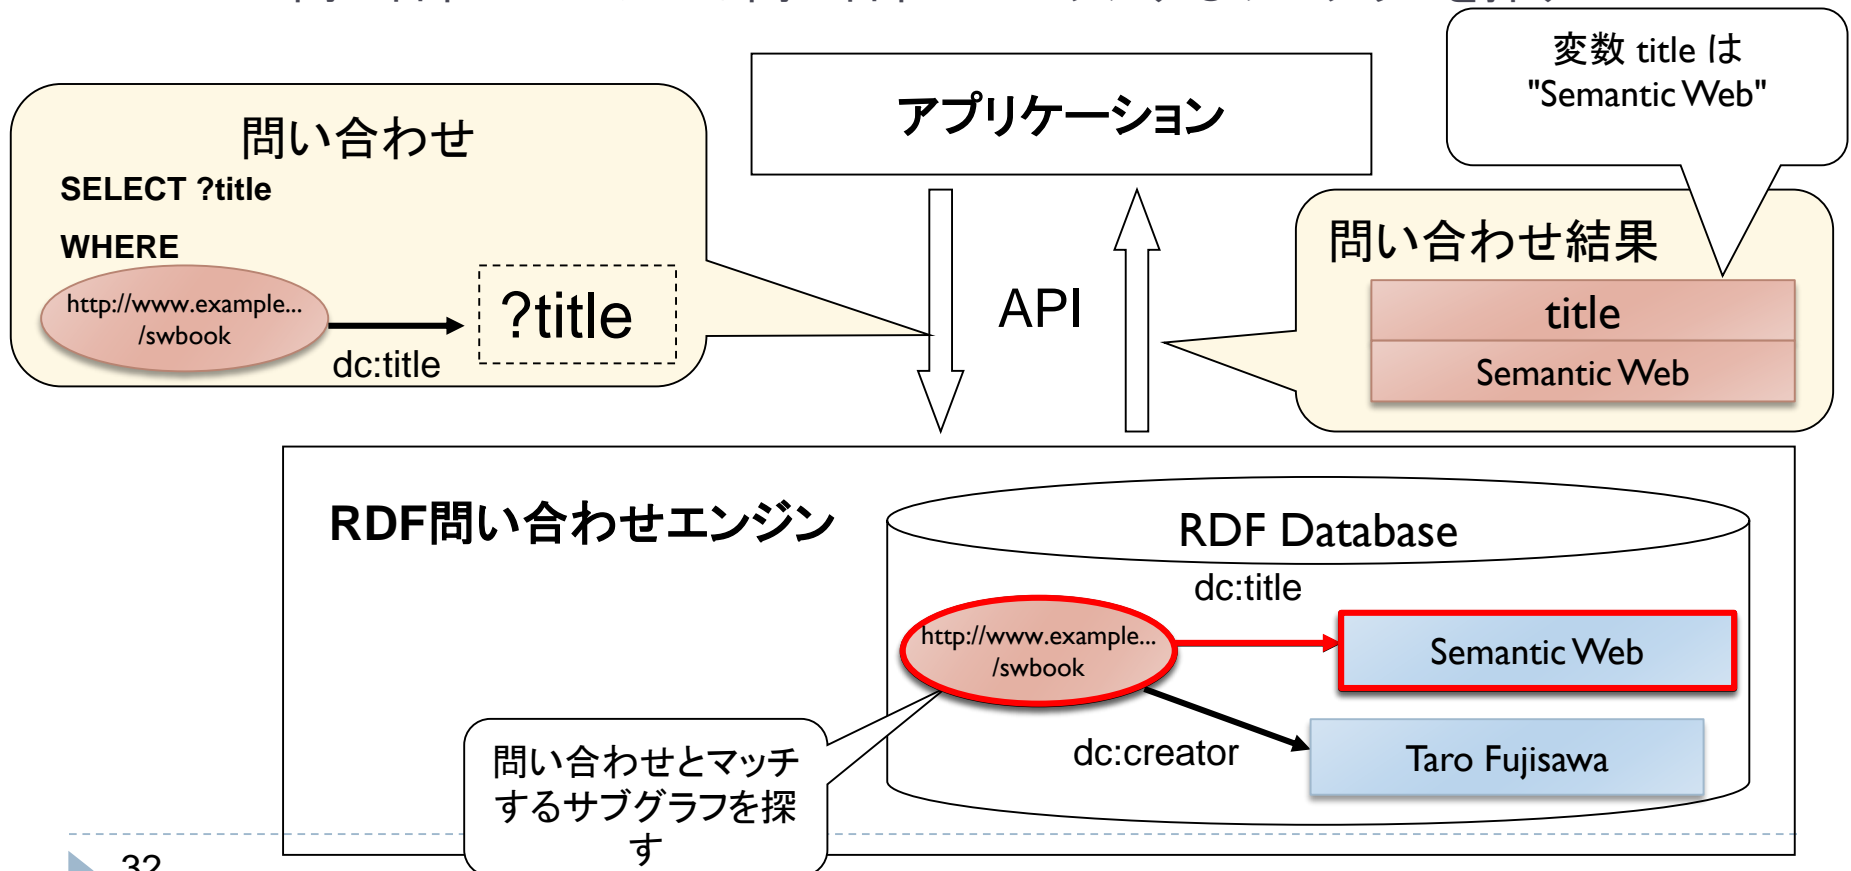 変数 title は
"Semantic Web"
アプリケーション
問い合わせ
SELECT ?title
WHERE
http://www.example...
/swbook
dc:title
?title
API
問い合わせ結果
title
Semantic Web
RDF問い合わせエンジン
RDF Database
dc:title
http://www.example...
/swbook
Semantic Web
dc:creator
Taro Fujisawa
問い合わせとマッチ
するサブグラフを探
す
32